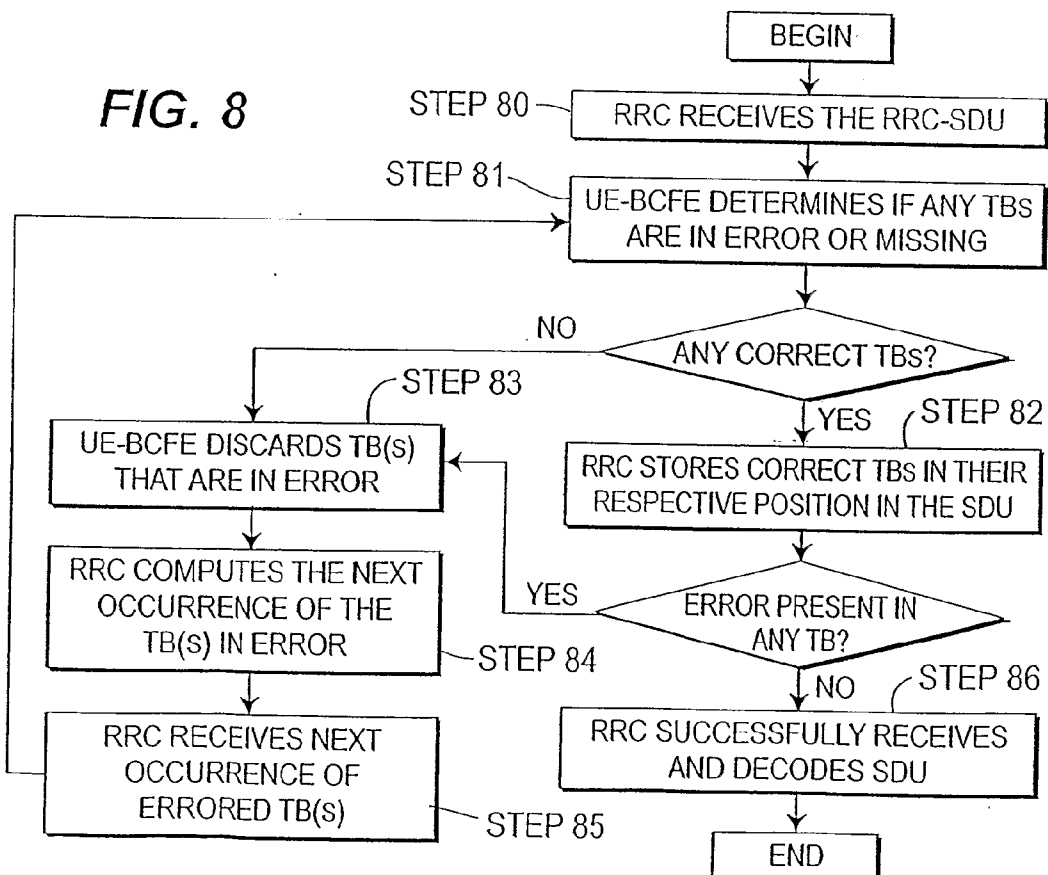 BEGIN
FIG. 8
STEP 80
RRC RECEIVES THE RRC-SDU
STEP 81
UE-BCFE DETERMINES IF ANY TBs
ARE IN ERROR OR MISSING
NO
ANY CORRECT TBs?
STEP 83
YES
STEP 82
UE-BCFE DISCARDS TB(s)
THAT ARE IN ERROR
RRC STORES CORRECT TBs IN THEIR
RESPECTIVE POSITION IN THE SDU
RRC COMPUTES THE NEXT
OCCURRENCE OF THE
TB(s) IN ERROR
YES
ERROR PRESENT IN
ANY TB?
STEP 84
NO
STEP 86
RRC RECEIVES NEXT
OCCURRENCE OF
ERRORED TB(s)
RRC SUCCESSFULLY RECEIVES
AND DECODES SDU
STEP 85
END